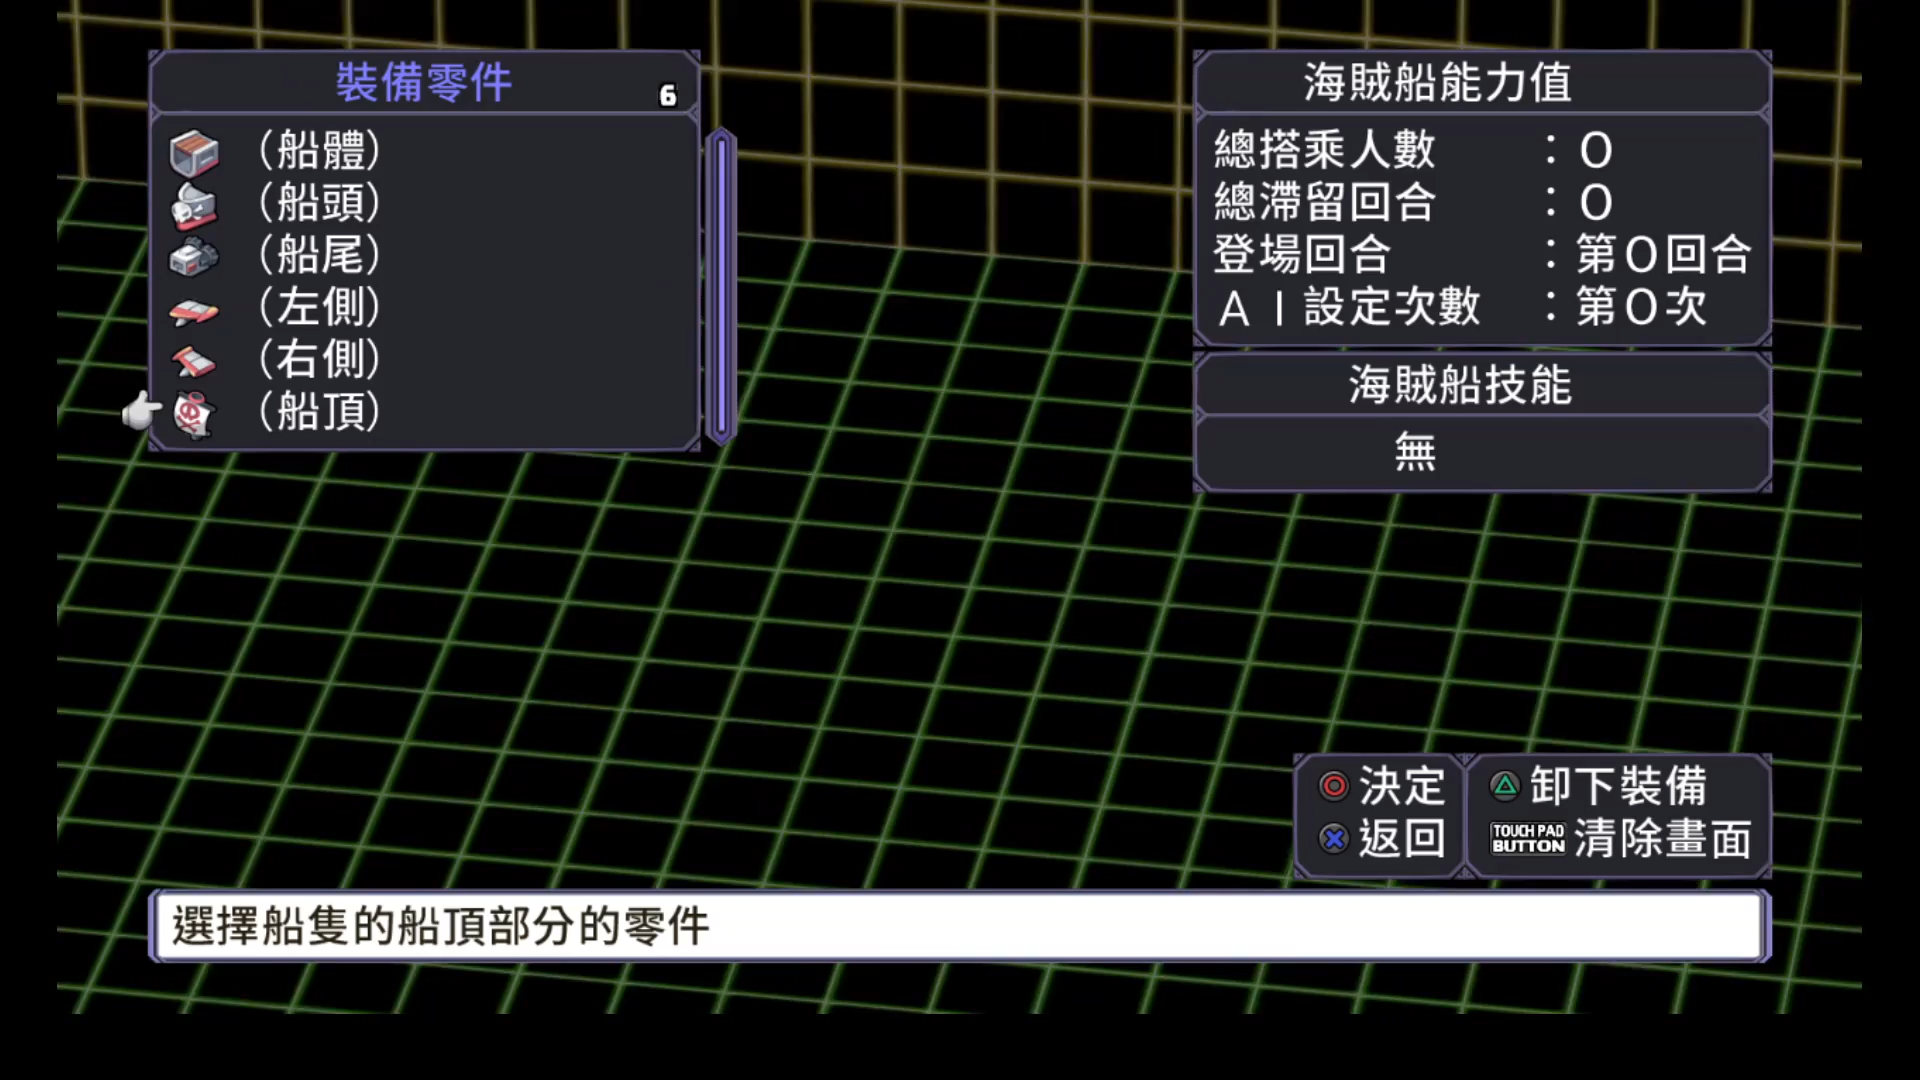 裝備零件 6
(船體)
(船頭)
(船尾)
(左側)
(右側)
(船頂)
海賊船能力值
總搭乘人數 :0
總滯留回合 :0
登場回合 :第0回合
AI設定次數 :第0次
海賊船技能
無
決定
返回
卸下裝備
TOUCH PAD BUTTON 清除畫面
選擇船隻的船頂部分的零件